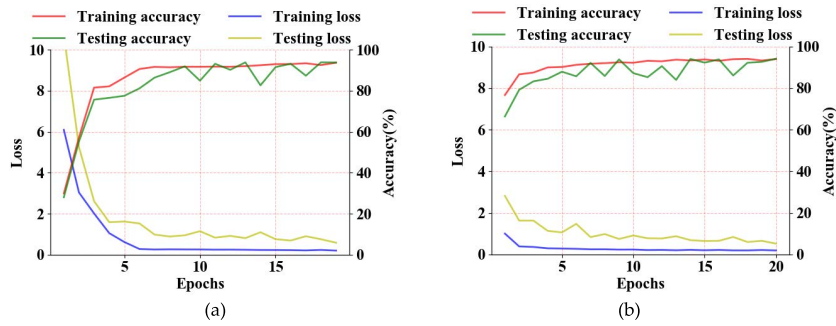 Training accuracy Training loss
Testing accuracy Testing loss
10 100
8 80
6 60
4 40
2 20
0 0
5 10 15
Loss
Accuracy(%)
Epochs
(a)
Training accuracy Training loss
Testing accuracy Testing loss
10 100
8 80
6 60
4 40
2 20
0 0
5 10 15 20
Loss
Accuracy(%)
Epochs
(b)